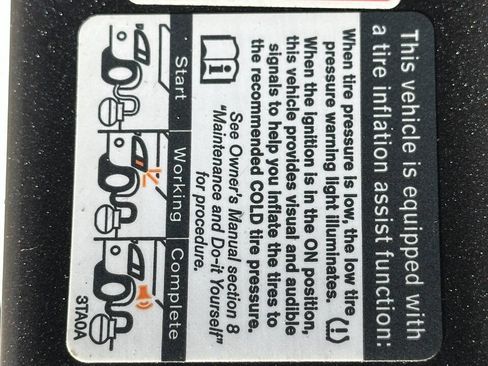 This vehicle is equipped with
a tire inflation assist function:
When tire pressure is low, the low tire
pressure warning light illuminates. (!)
When the ignition is in the ON position,
this vehicle provides visual and audible
signals to help you inflate the tires to
the recommended COLD tire pressure.
See Owner's Manual section 8
"Maintenance and Do-it Yourself"
for procedure.
Start
Working
Complete
3TA0A